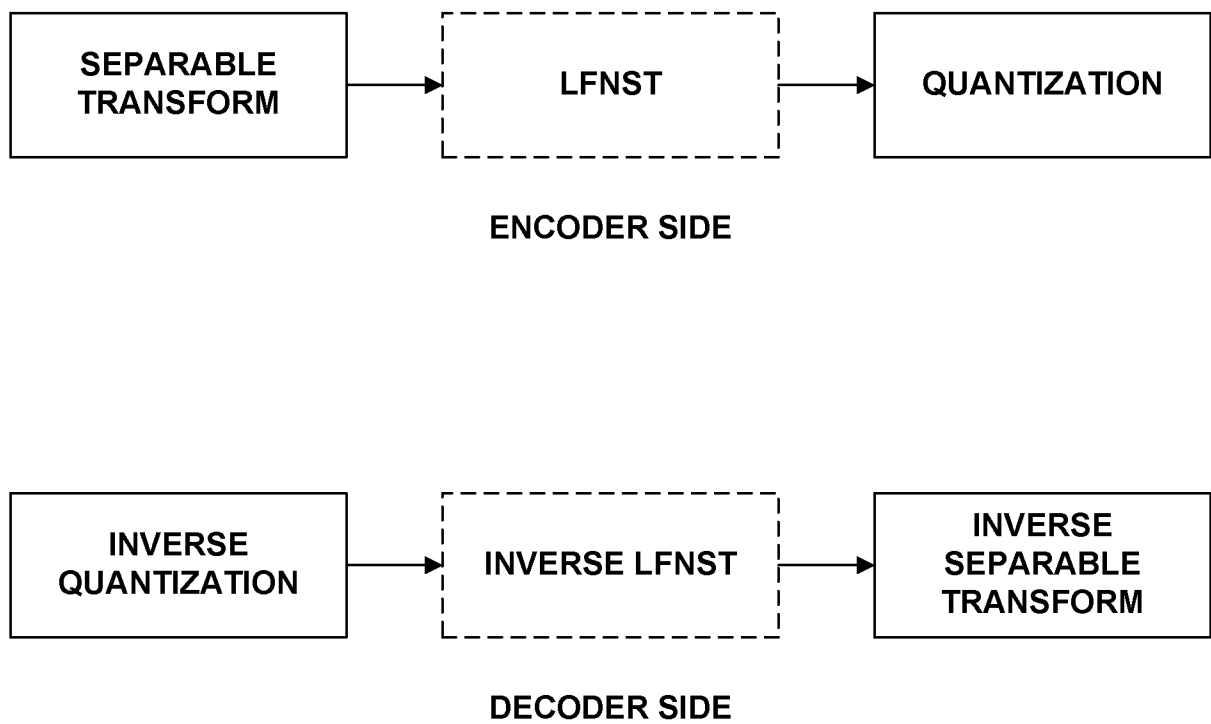 SEPARABLE
TRANSFORM
LFNST
QUANTIZATION
ENCODER SIDE
INVERSE
QUANTIZATION
INVERSE LFNST
INVERSE
SEPARABLE
TRANSFORM
DECODER SIDE